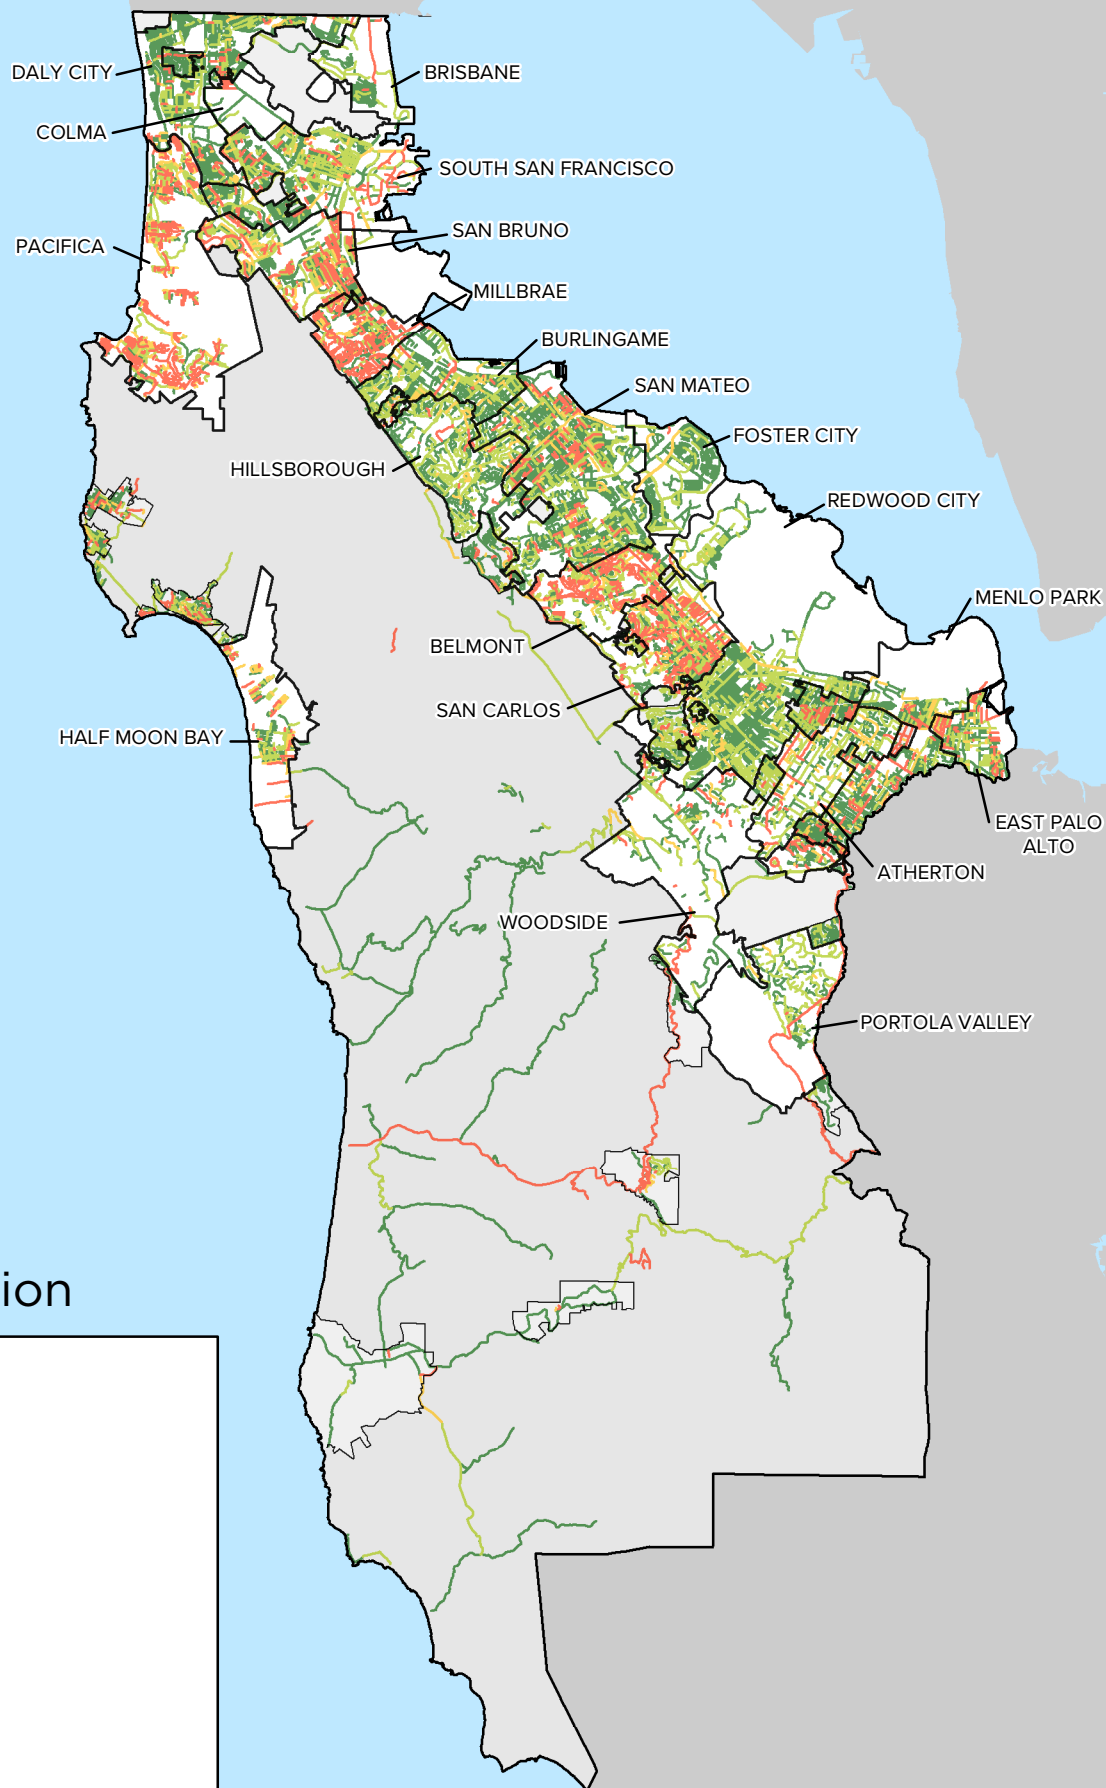 DALY CITY
BRISBANE
COLMA
SOUTH SAN FRANCISCO
SAN BRUNO
PACIFICA
MILLBRAE
BURLINGAME
SAN MATEO
FOSTER CITY
HILLSBOROUGH
REDWOOD CITY
MENLO PARK
BELMONT
SAN CARLOS
HALF MOON BAY
EAST PALO
ALTO
ATHERTON
WOODSIDE
PORTOLA VALLEY
ion